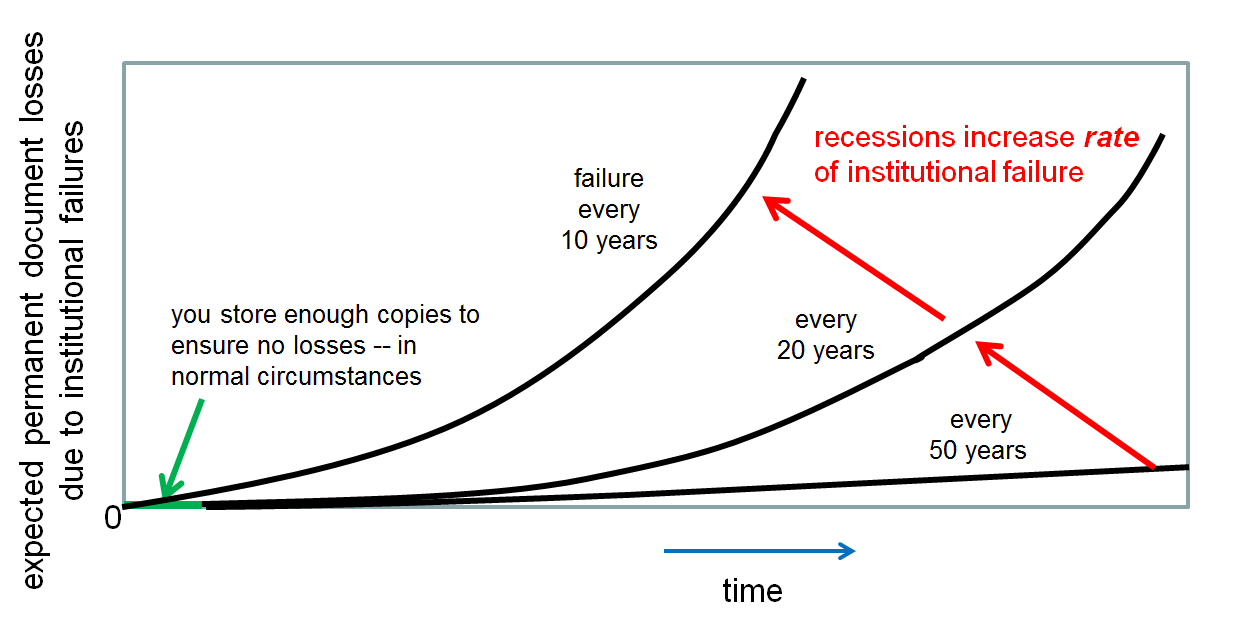 expected permanent document losses
due to institutional failures
recessions increase rate
of institutional failure
failure
every
10 years
you store enough copies to
ensure no losses -- in
normal circumstances
every
20 years
every
50 years
0
time